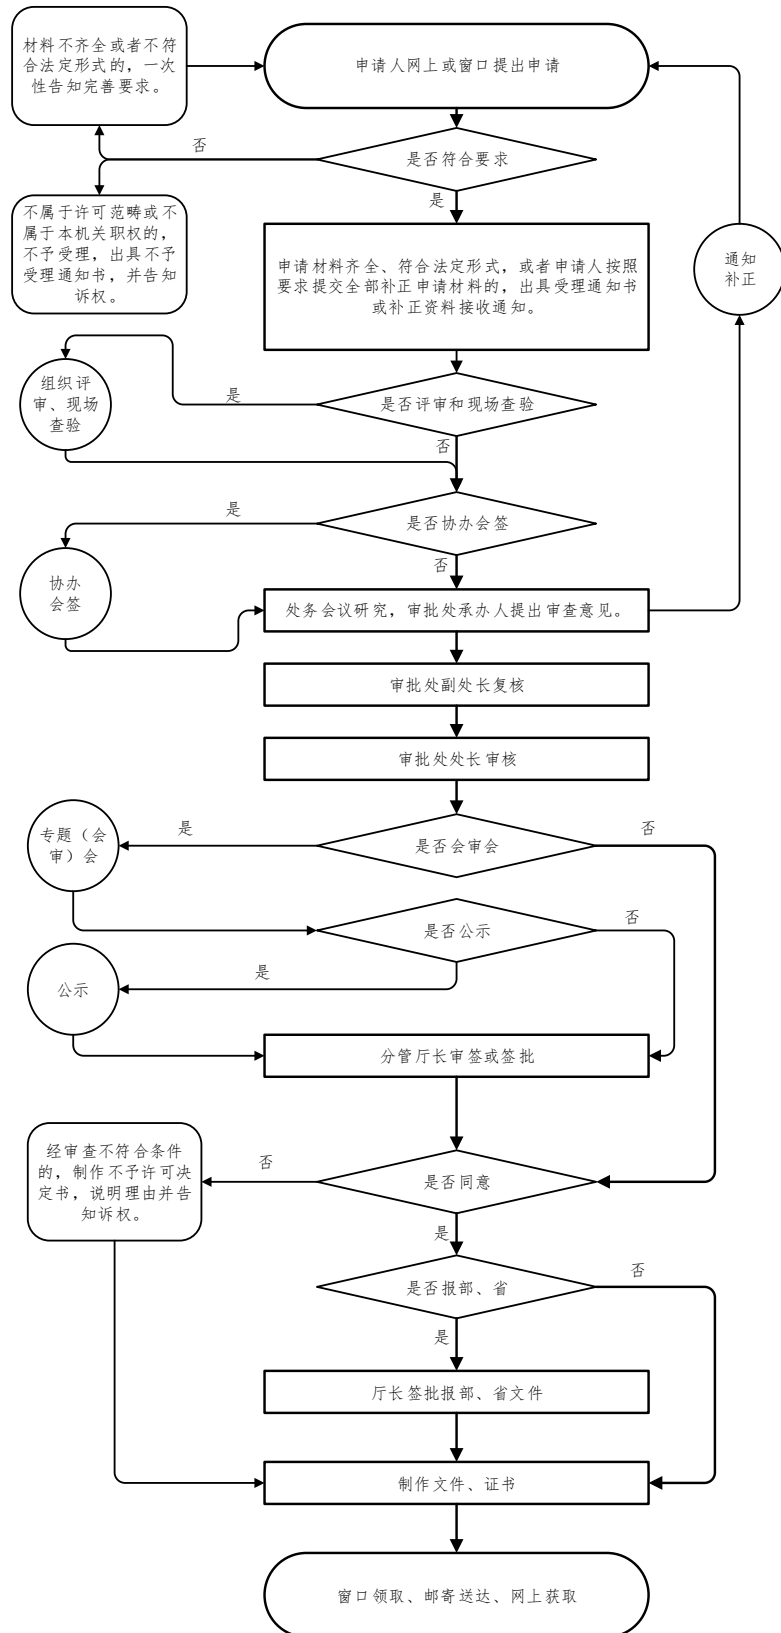 材料不齐全或者不符
合法定形式的，一次
性告知完善要求。
申请人网上或窗口提出申请
否
是否符合要求
是
不属于许可范畴或不
属于本机关职权的，
不予受理，出具不予
受理通知书，并告知
诉权。
申请材料齐全、符合法定形式，或者申请人按照
要求提交全部补正申请材料的，出具受理通知书
或补正资料接收通知。
通知
补正
组织评
审、现场
查验
是
是否评审和现场查验
否
是
是否协办会签
否
协办
会签
处务会议研究，审批处承办人提出审查意见。
审批处副处长复核
审批处处长审核
专题（会
审）会
是
是否会审会
否
是否公示
否
公示
是
分管厅长审签或签批
经审查不符合条件
的，制作不予许可决
定书，说明理由并告
知诉权。
否
是否同意
是
是否报部、省
否
是
厅长签批报部、省文件
制作文件、证书
窗口领取、邮寄送达、网上获取